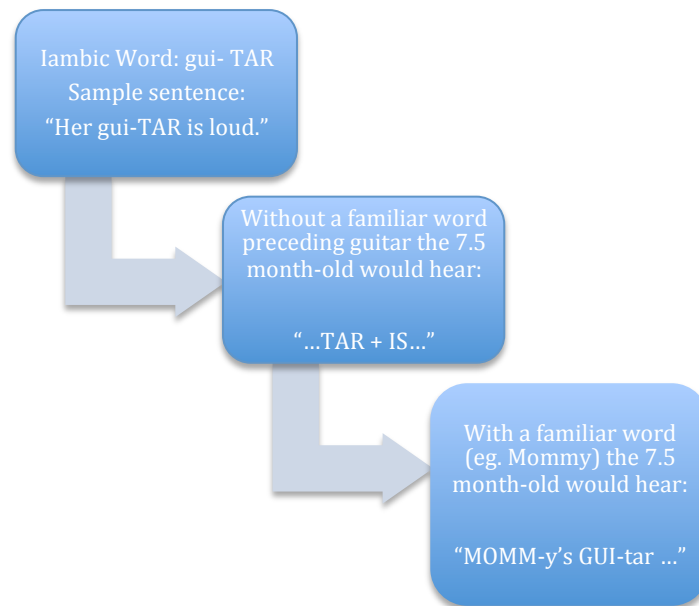 Iambic Word: gui- TAR
Sample sentence:
“Her gui-TAR is loud.”
Without a familiar word
preceding guitar the 7.5
month-old would hear:
“...TAR + IS...”
With a familiar word
(eg. Mommy) the 7.5
month-old would hear:
“MOMM-y’s GUI-tar ...”